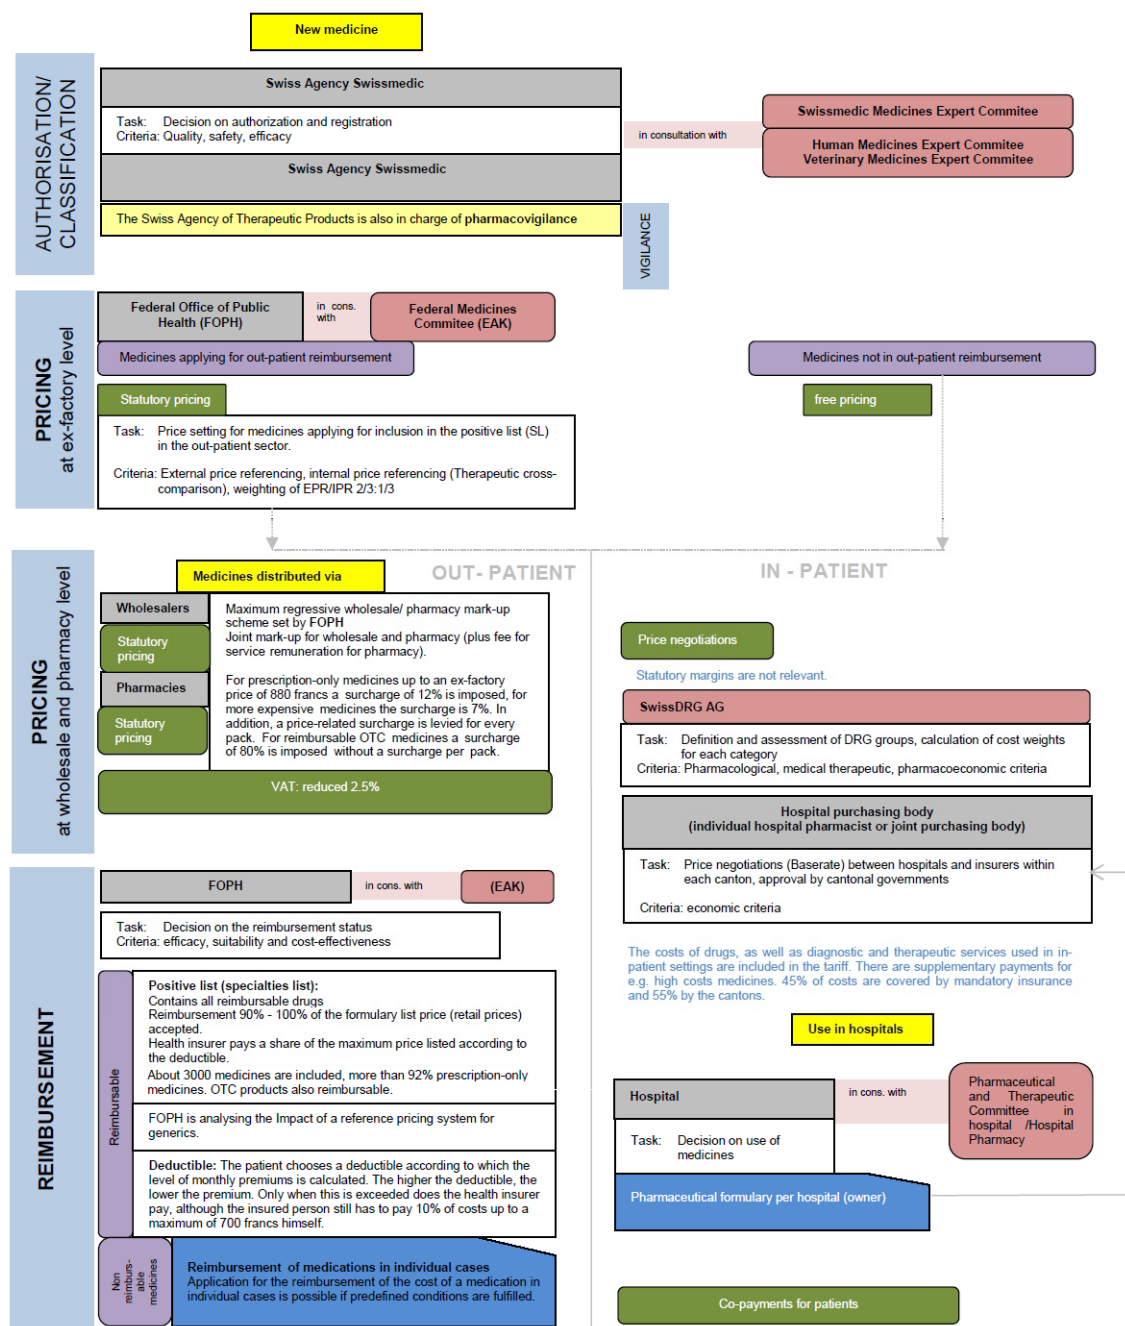 New medicine
AUTHORISATION/
CLASSIFICATION
Swiss Agency Swissmedic
Task: Decision on authorization and registration
Criteria: Quality, safety, efficacy
in consultation with
Swissmedic Medicines Expert Commitee
Human Medicines Expert Commitee
Veterinary Medicines Expert Commitee
Swiss Agency Swissmedic
The Swiss Agency of Therapeutic Products is also in charge of pharmacovigilance
VIGILANCE
PRICING
at ex-factory level
Federal Office of Public
Health (FOPH)
in cons.
with
Federal Medicines
Commitee (EAK)
Medicines applying for out-patient reimbursement
Medicines not in out-patient reimbursement
Statutory pricing
free pricing
Task: Price setting for medicines applying for inclusion in the positive list (SL)
in the out-patient sector.
Criteria: External price referencing, internal price referencing (Therapeutic cross-
comparison), weighting of EPR/IPR 2/3:1/3
PRICING
at wholesale and pharmacy level
Medicines distributed via
OUT- PATIENT
IN - PATIENT
Wholesalers
Statutory
pricing
Pharmacies
Statutory
pricing
Maximum regressive wholesale/ pharmacy mark-up
scheme set by FOPH
Joint mark-up for wholesale and pharmacy (plus fee for
service remuneration for pharmacy).
For prescription-only medicines up to an ex-factory
price of 880 francs a surcharge of 12% is imposed, for
more expensive medicines the surcharge is 7%. In
addition, a price-related surcharge is levied for every
pack. For reimbursable OTC medicines a surcharge
of 80% is imposed without a surcharge per pack.
VAT: reduced 2.5%
Price negotiations
Statutory margins are not relevant.
SwissDRG AG
Task: Definition and assessment of DRG groups, calculation of cost weights
for each category
Criteria: Pharmacological, medical therapeutic, pharmacoeconomic criteria
Hospital purchasing body
(individual hospital pharmacist or joint purchasing body)
Task: Price negotiations (Baserate) between hospitals and insurers within
each canton, approval by cantonal governments
Criteria: economic criteria
The costs of drugs, as well as diagnostic and therapeutic services used in in-
patient settings are included in the tariff. There are supplementary payments for
e.g. high costs medicines. 45% of costs are covered by mandatory insurance
and 55% by the cantons.
REIMBURSEMENT
FOPH
in cons. with
(EAK)
Task: Decision on the reimbursement status
Criteria: efficacy, suitability and cost-effectiveness
Reimbursable
Positive list (specialties list):
Contains all reimbursable drugs
Reimbursement 90% - 100% of the formulary list price (retail prices)
accepted.
Health insurer pays a share of the maximum price listed according to
the deductible.
About 3000 medicines are included, more than 92% prescription-only
medicines. OTC products also reimbursable.
FOPH is analysing the Impact of a reference pricing system for
generics.
Deductible: The patient chooses a deductible according to which the
level of monthly premiums is calculated. The higher the deductible, the
lower the premium. Only when this is exceeded does the health insurer
pay, although the insured person still has to pay 10% of costs up to a
maximum of 700 francs himself.
Non
reimburs-
able
medicines
Reimbursement of medications in individual cases
Application for the reimbursement of the cost of a medication in
individual cases is possible if predefined conditions are fulfilled.
Use in hospitals
Hospital
in cons. with
Pharmaceutical
and Therapeutic
Committee in
hospital /Hospital
Pharmacy
Task: Decision on use of
medicines
Pharmaceutical formulary per hospital (owner)
Co-payments for patients